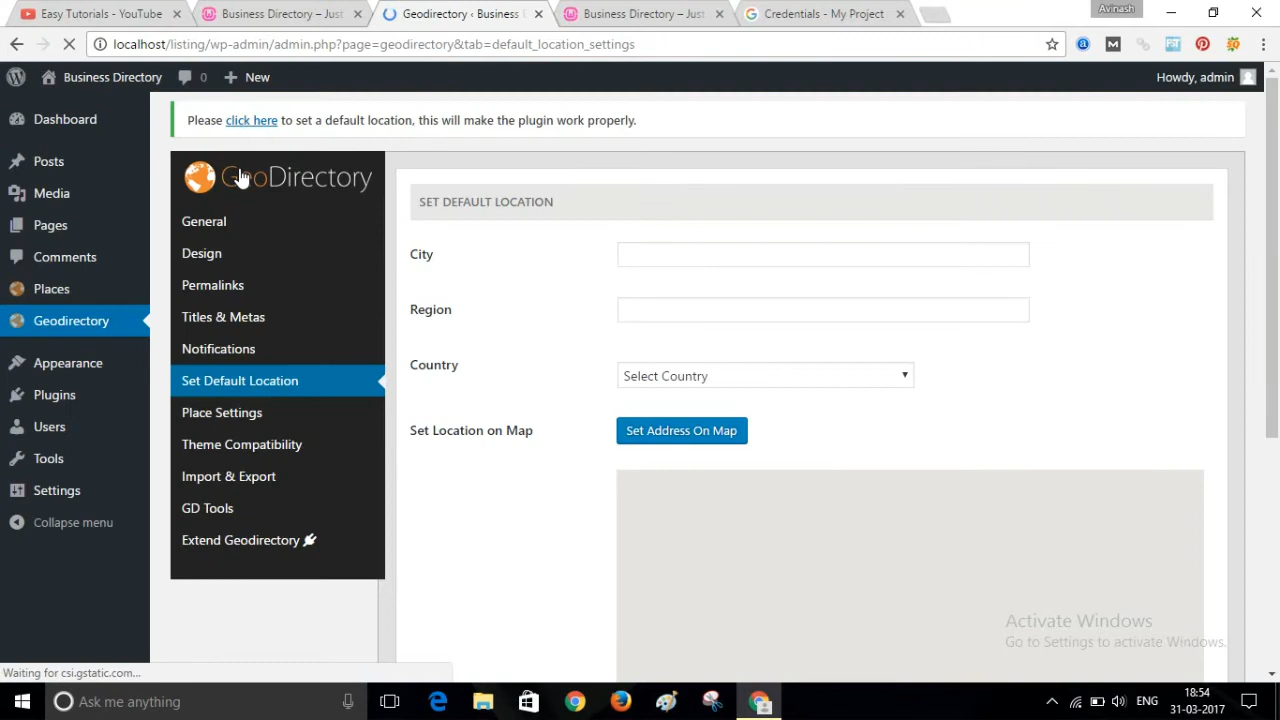 Easy Tutorials - YouTube
Business Directory – Just
Geodirectory ‹ Business
Business Directory – Just
Credentials - My Project
Avinash
localhost/listing/wp-admin/admin.php?page=geodirectory&tab=default_location_settings
Business Directory
0
New
Howdy, admin
Please click here to set a default location, this will make the plugin work properly.
Dashboard
Posts
Media
Pages
Comments
Places
Geodirectory
Appearance
Plugins
Users
Tools
Settings
Collapse menu
GeoDirectory
General
Design
Permalinks
Titles & Metas
Notifications
Set Default Location
Place Settings
Theme Compatibility
Import & Export
GD Tools
Extend Geodirectory
SET DEFAULT LOCATION
City
Region
Country
Select Country
Set Location on Map
Set Address On Map
Activate Windows
Go to Settings to activate Windows.
Waiting for csi.gstatic.com...
Ask me anything
ENG
18:54
31-03-2017